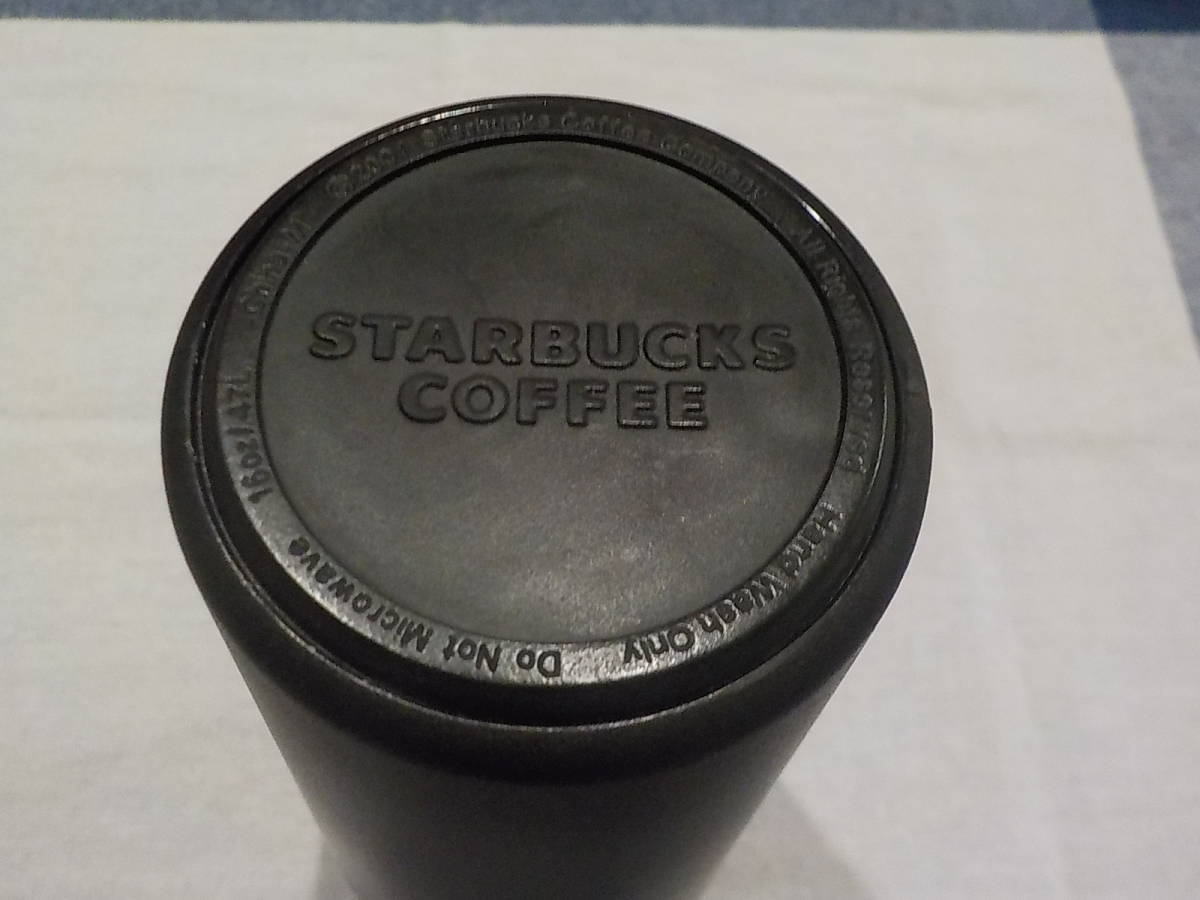 STARBUCKS
COFFEE
© 2004 Starbucks Coffee Company
All Rights Reserved
Hand Wash Only
Do Not Microwave
16oz/.47L